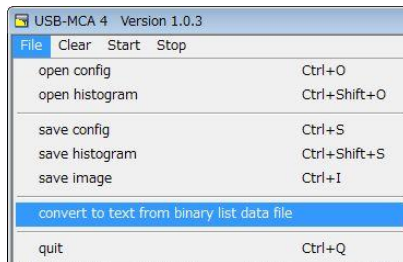 USB-MCA 4 Version 1.0.3
File Clear Start Stop
open config Ctrl+O
open histogram Ctrl+Shift+O
save config Ctrl+S
save histogram Ctrl+Shift+S
save image Ctrl+I
convert to text from binary list data file
quit Ctrl+Q